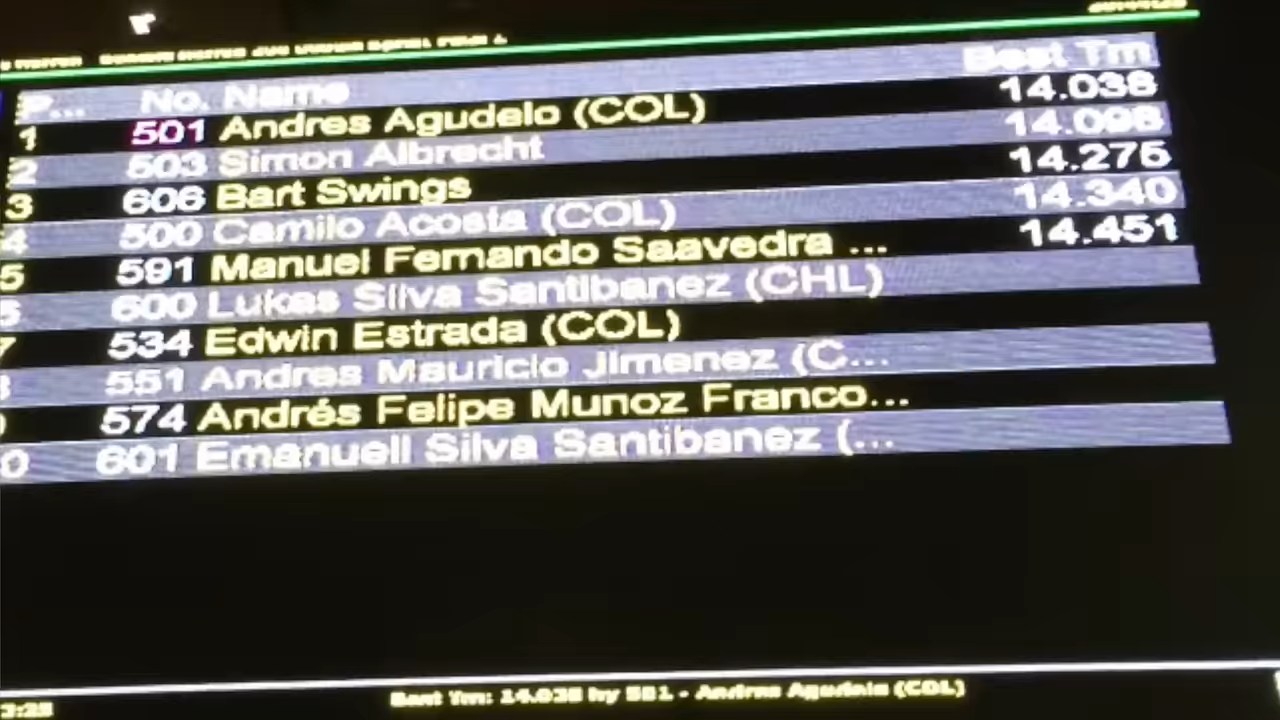 P... No. Name Best Tm
1 501 Andres Agudelo (COL) 14.038
2 503 Simon Albrecht 14.098
3 606 Bart Swings 14.275
4 500 Camilo Acosta (COL) 14.340
5 591 Manuel Fernando Saavedra ... 14.451
6 600 Lukas Silva Santibanez (CHL)
7 534 Edwin Estrada (COL)
551 Andres Mauricio Jimenez (C...
574 Andrés Felipe Munoz Franco...
0 601 Emanuell Silva Santibanez (...
Best Tm: 14.038 by 501 - Andres Agudelo (COL)